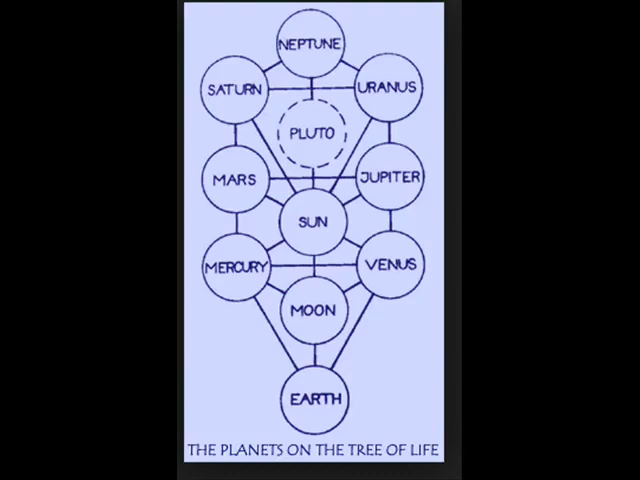 NEPTUNE
SATURN
URANUS
PLUTO
MARS
JUPITER
SUN
MERCURY
VENUS
MOON
EARTH
THE PLANETS ON THE TREE OF LIFE